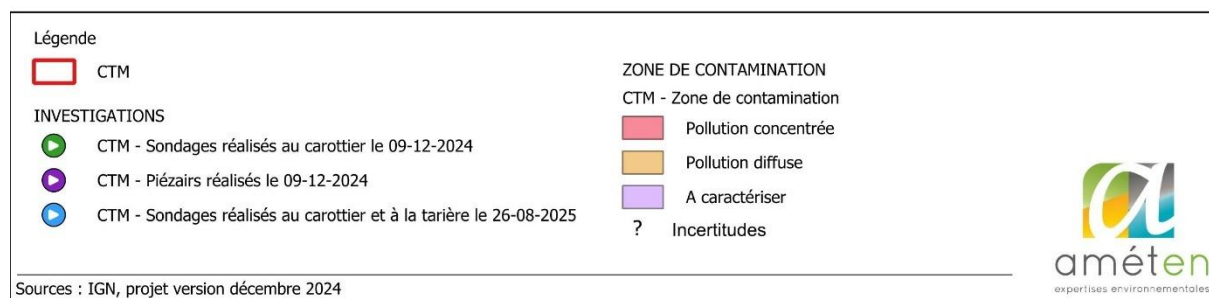 Légende
CTM
INVESTIGATIONS
CTM - Sondages réalisés au carottier le 09-12-2024
CTM - Piézairs réalisés le 09-12-2024
CTM - Sondages réalisés au carottier et à la tarière le 26-08-2025
ZONE DE CONTAMINATION
CTM - Zone de contamination
Pollution concentrée
Pollution diffuse
A caractériser
? Incertitudes
a
améten
expertises environnementales
Sources : IGN, projet version décembre 2024